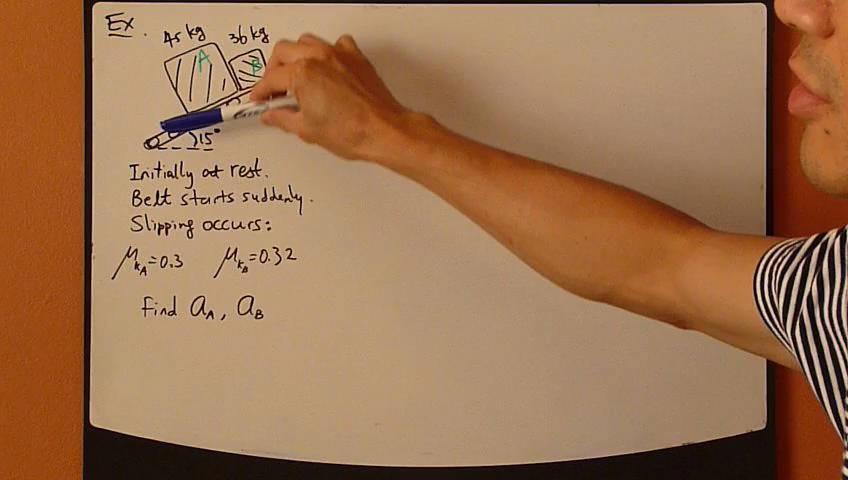 Ex.
45 kg 36 kg
A B
15°
Initially at rest.
Belt starts suddenly.
Slipping occurs:
μkA=0.3 μkB=0.32
Find aA, aB